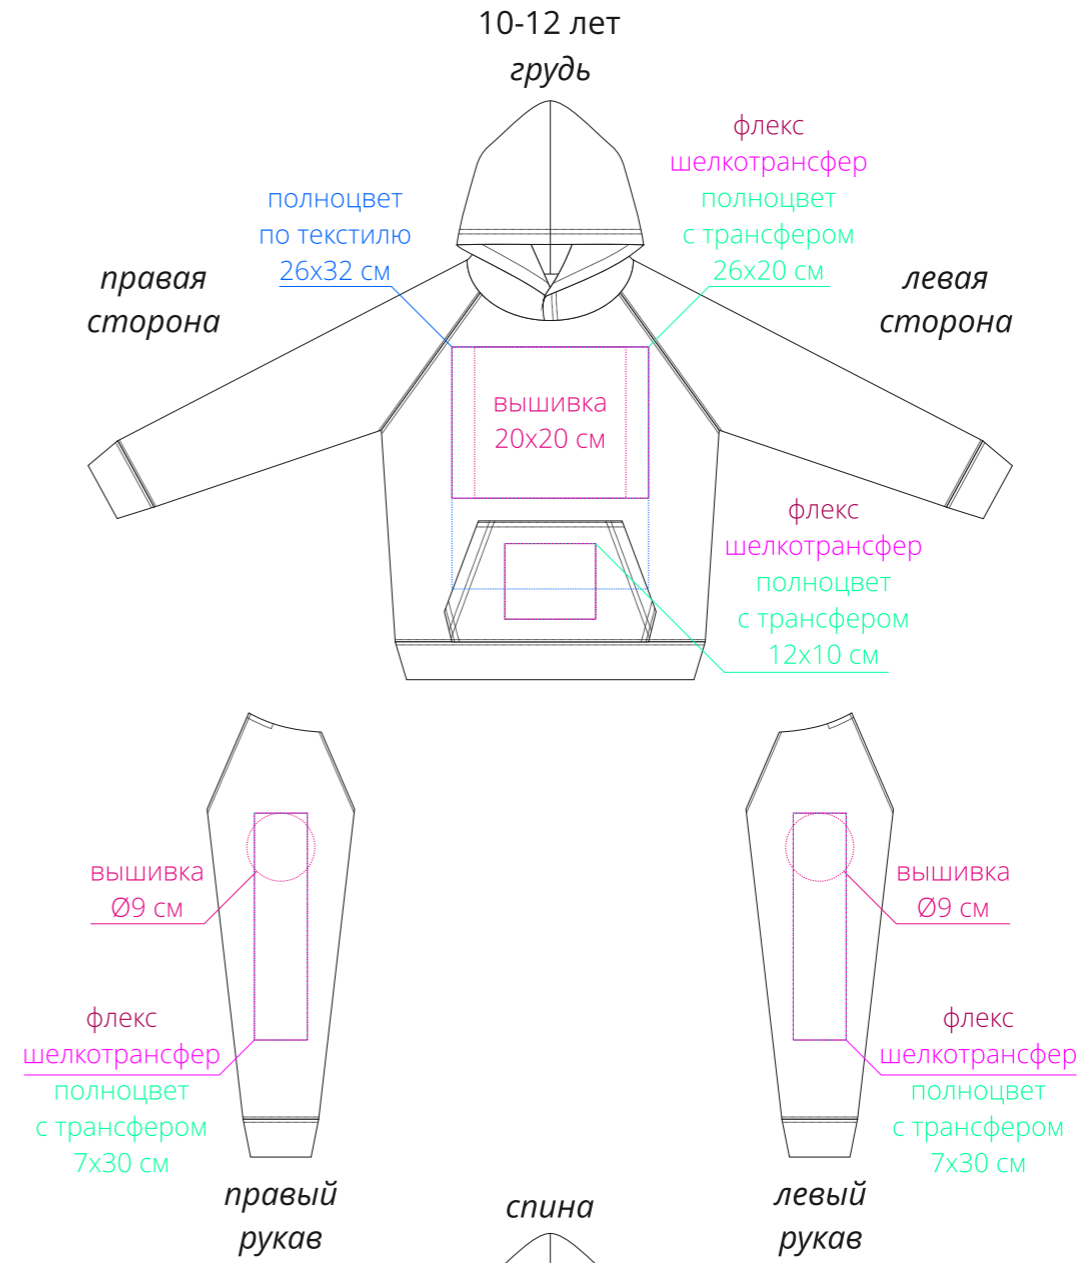 10-12 лет
грудь
флекс
шелкотрансфер
полноцвет
с трансфером
26х20 см
полноцвет
по текстилю
26х32 см
правая
сторона
левая
сторона
вышивка
20х20 см
флекс
шелкотрансфер
полноцвет
с трансфером
12х10 см
вышивка
Ø9 см
вышивка
Ø9 см
флекс
шелкотрансфер
полноцвет
с трансфером
7х30 см
флекс
шелкотрансфер
полноцвет
с трансфером
7х30 см
правый
рукав
спина
левый
рукав